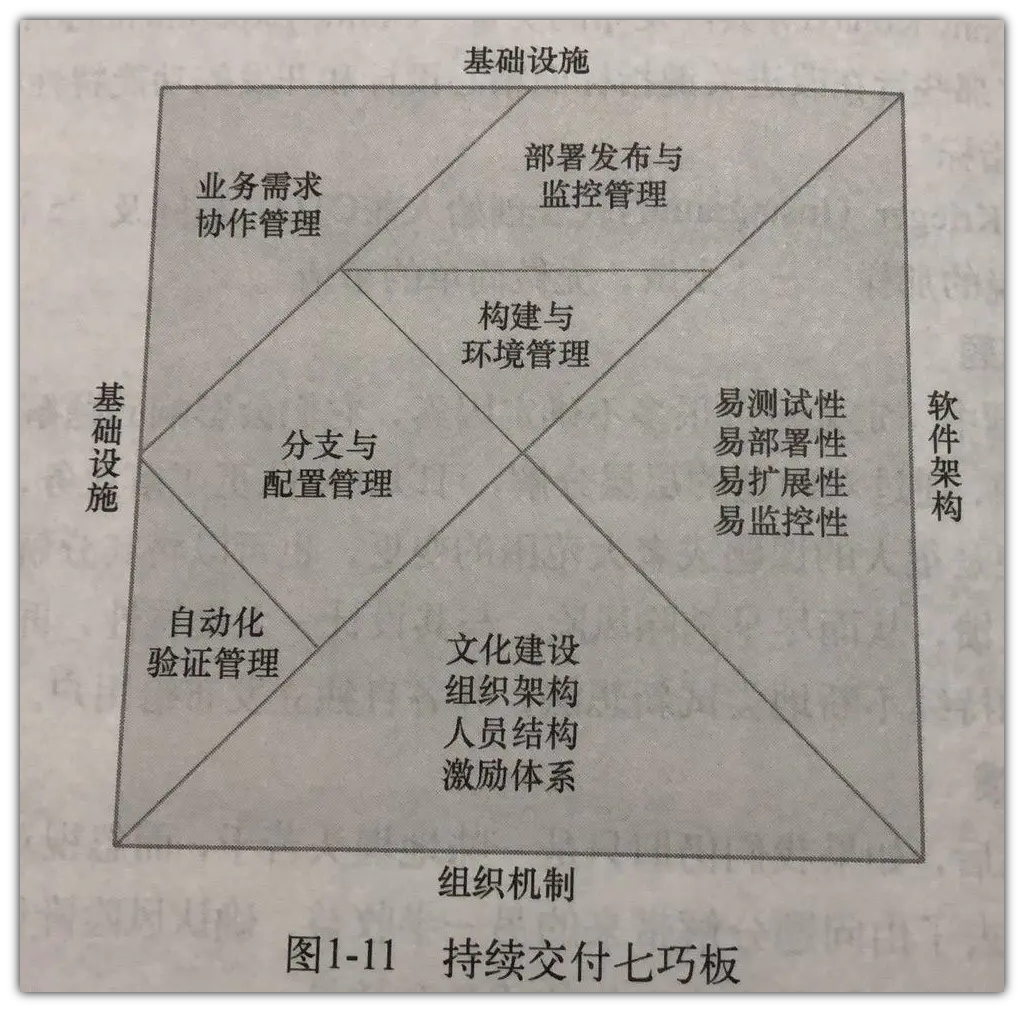 基础设施
业务需求
协作管理
部署发布与
监控管理
构建与
环境管理
基础设施
分支与
配置管理
易测试性
易部署性
易扩展性
易监控性
软件架构
自动化
验证管理
文化建设
组织架构
人员结构
激励体系
组织机制
图1-11 持续交付七巧板